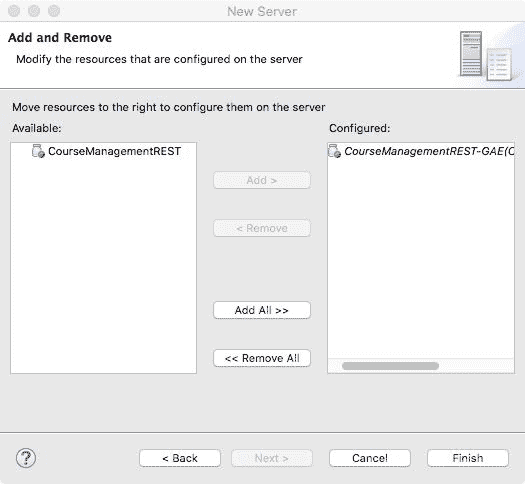 New Server
Add and Remove
Modify the resources that are configured on the server
Move resources to the right to configure them on the server
Available:
Configured:
CourseManagementREST
CourseManagementREST-GAE(C
Add >
< Remove
Add All >>
<< Remove All
?
< Back
Next >
Cancel
Finish